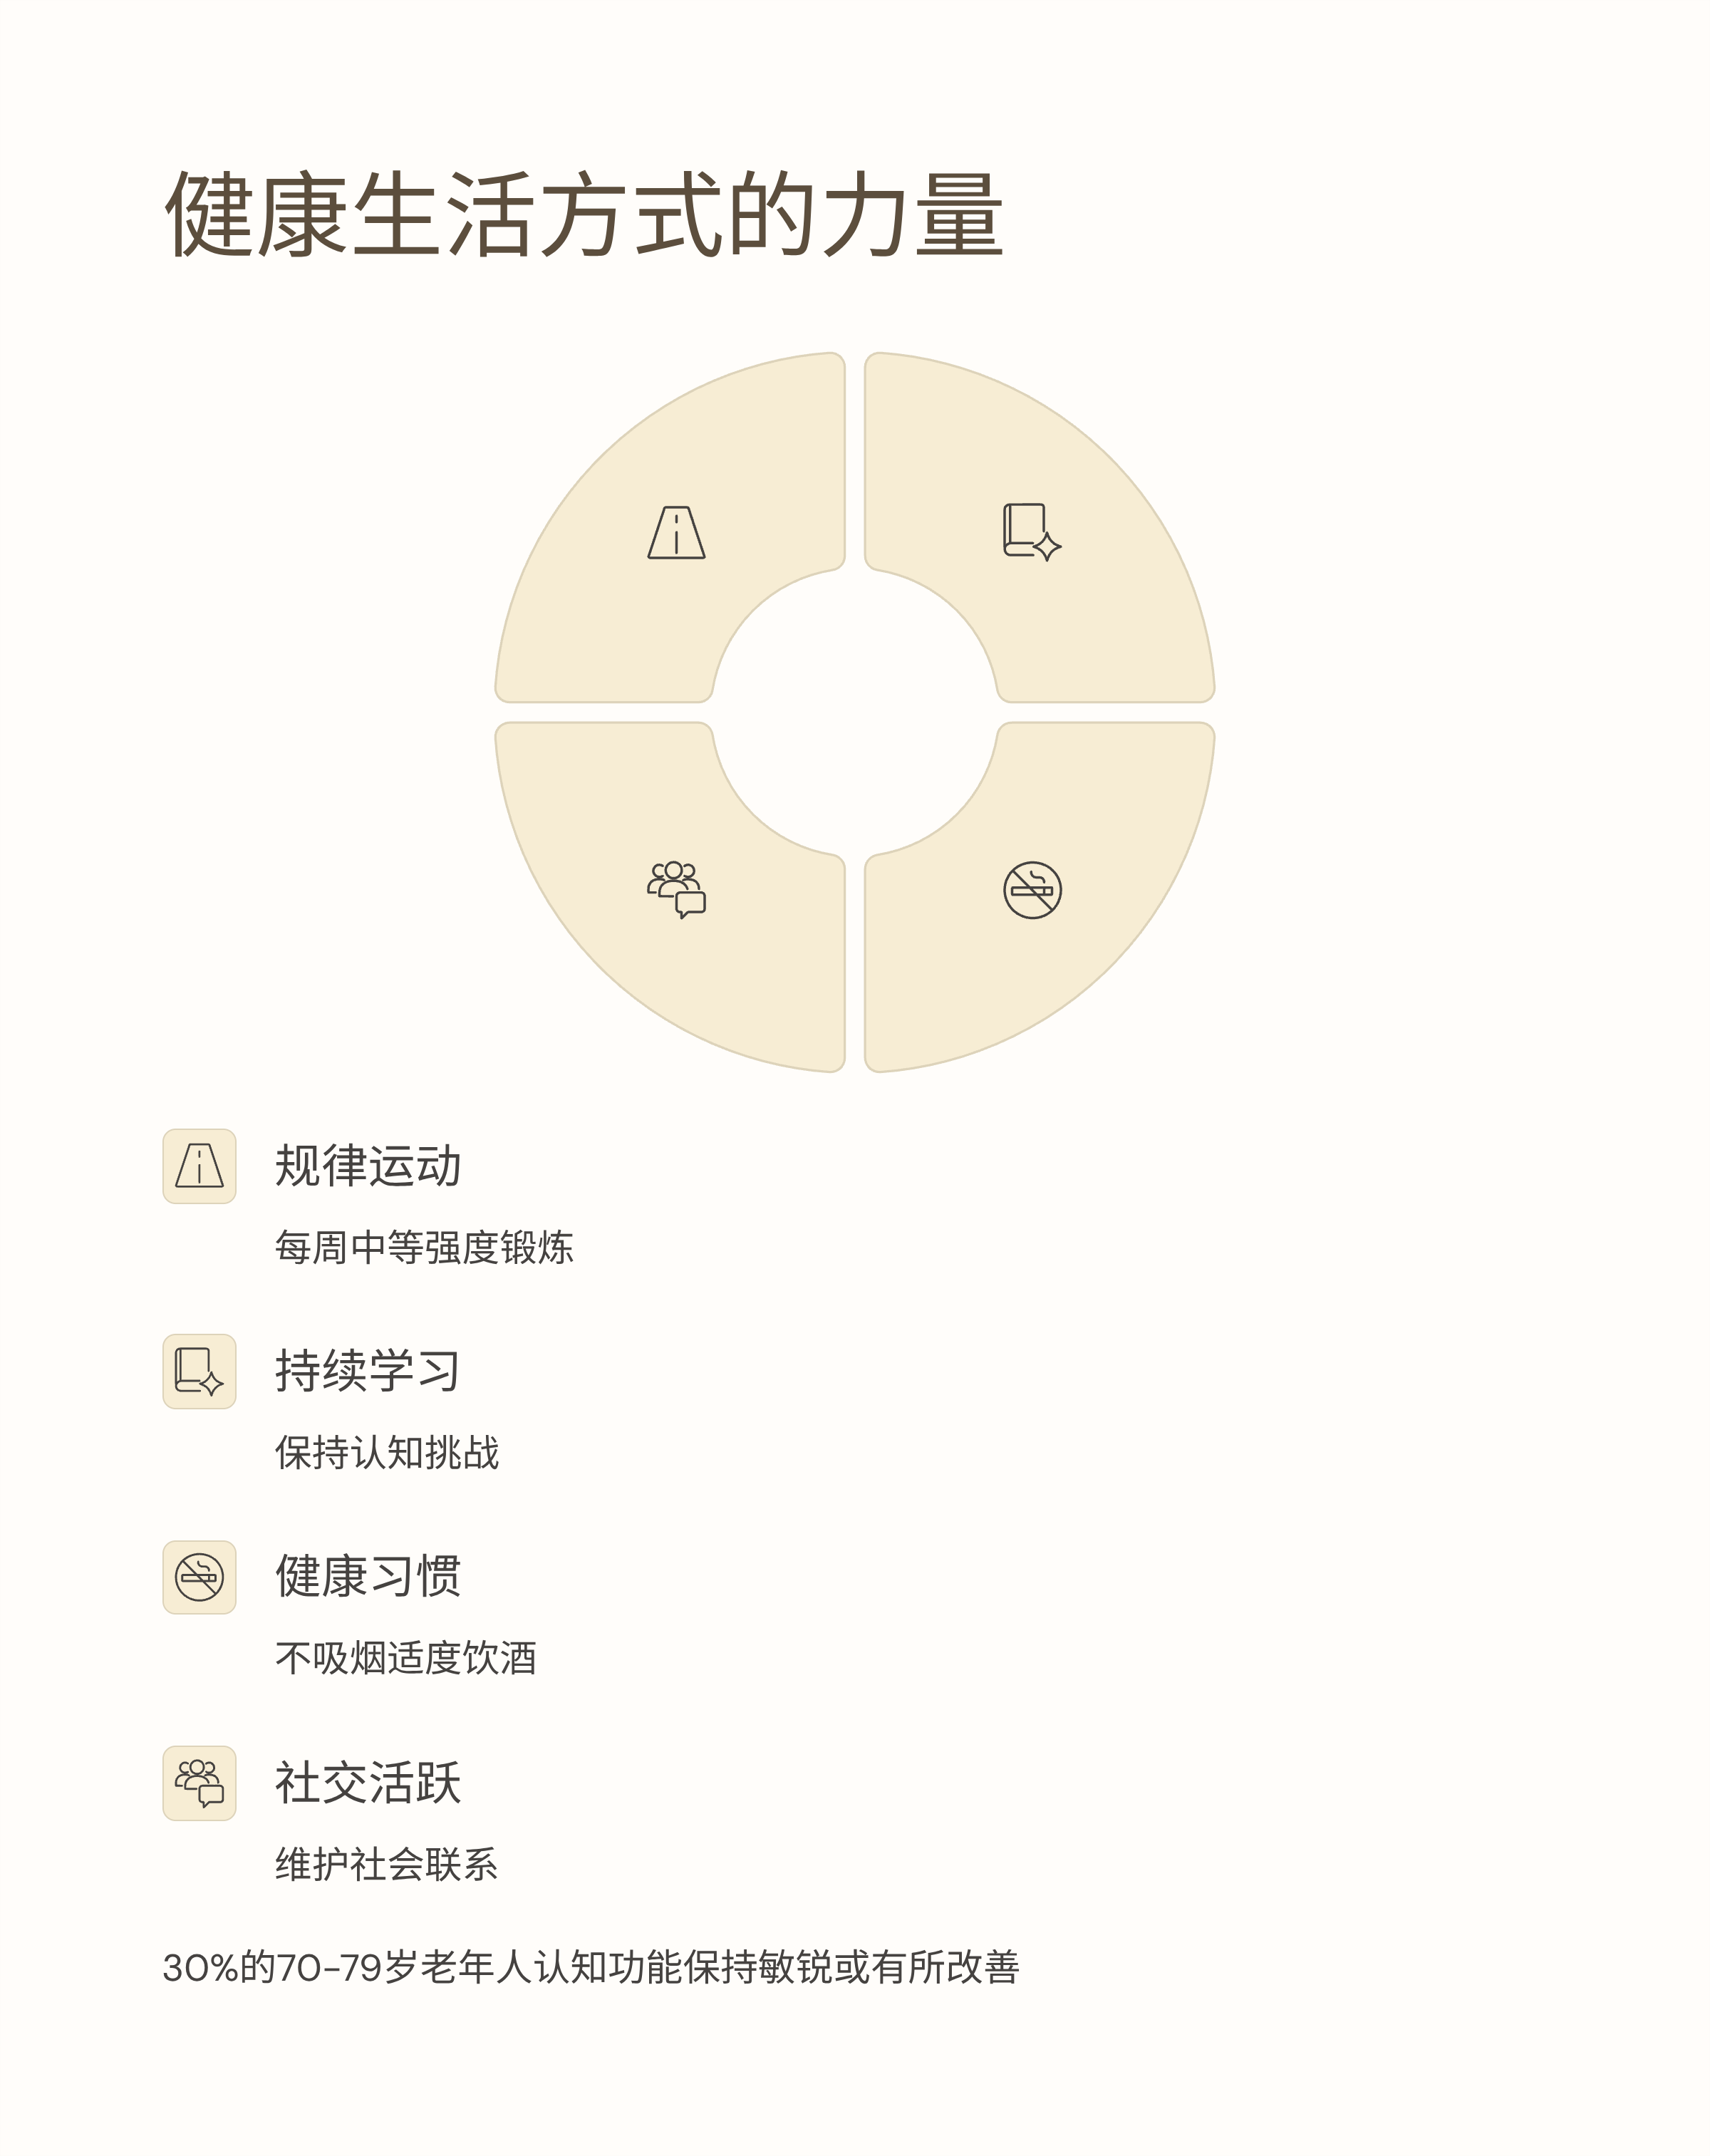 健康生活方式的力量
规律运动
每周中等强度锻炼
持续学习
保持认知挑战
健康习惯
不吸烟适度饮酒
社交活跃
维护社会联系
30%的70-79岁老年人认知功能保持敏锐或有所改善